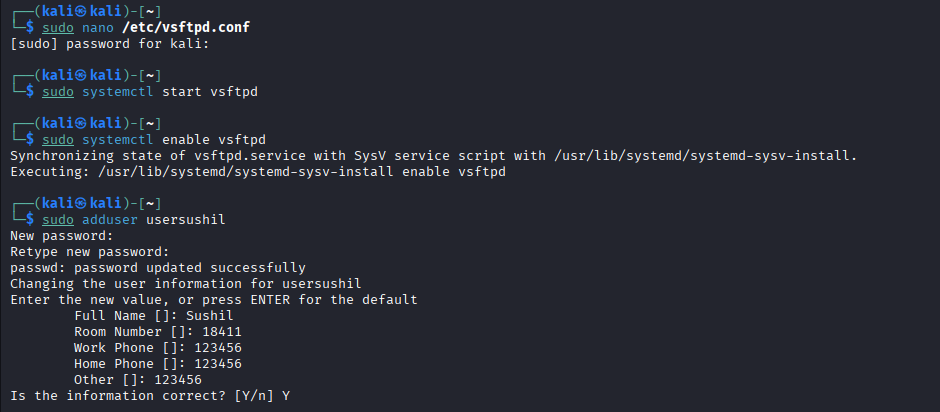 ┌──(kali㉿kali)-[~]
└─$ sudo nano /etc/vsftpd.conf
[sudo] password for kali:
┌──(kali㉿kali)-[~]
└─$ sudo systemctl start vsftpd
┌──(kali㉿kali)-[~]
└─$ sudo systemctl enable vsftpd
Synchronizing state of vsftpd.service with SysV service script with /usr/lib/systemd/systemd-sysv-install.
Executing: /usr/lib/systemd/systemd-sysv-install enable vsftpd
┌──(kali㉿kali)-[~]
└─$ sudo adduser usersushil
New password:
Retype new password:
passwd: password updated successfully
Changing the user information for usersushil
Enter the new value, or press ENTER for the default
Full Name []: Sushil
Room Number []: 18411
Work Phone []: 123456
Home Phone []: 123456
Other []: 123456
Is the information correct? [Y/n] Y